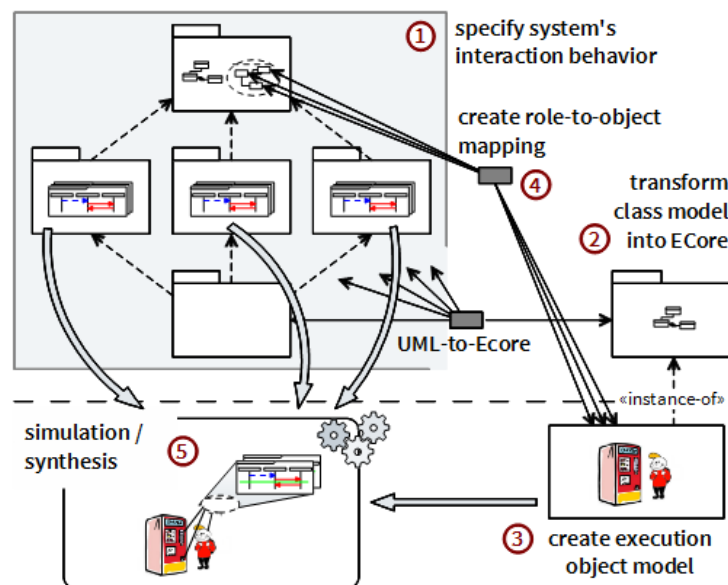 ① specify system's
interaction behavior
create role-to-object
mapping
④
transform
② class model
into ECore
UML-to-Ecore
«instance-of»
simulation /
synthesis
⑤
③ create execution
object model